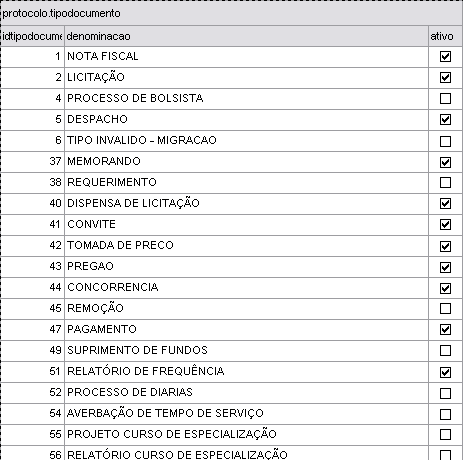 protocolo.tipodocumento
idtipodocume denominacao ativo
1 NOTA FISCAL
2 LICITAÇÃO
4 PROCESSO DE BOLSISTA
5 DESPACHO
6 TIPO INVALIDO - MIGRACAO
37 MEMORANDO
38 REQUERIMENTO
40 DISPENSA DE LICITAÇÃO
41 CONVITE
42 TOMADA DE PRECO
43 PREGAO
44 CONCORRENCIA
45 REMOÇÃO
47 PAGAMENTO
49 SUPRIMENTO DE FUNDOS
51 RELATÓRIO DE FREQUÊNCIA
52 PROCESSO DE DIARIAS
54 AVERBAÇÃO DE TEMPO DE SERVIÇO
55 PROJETO CURSO DE ESPECIALIZAÇÃO
56 RELATÓRIO CURSO DE ESPECIALIZAÇÃO